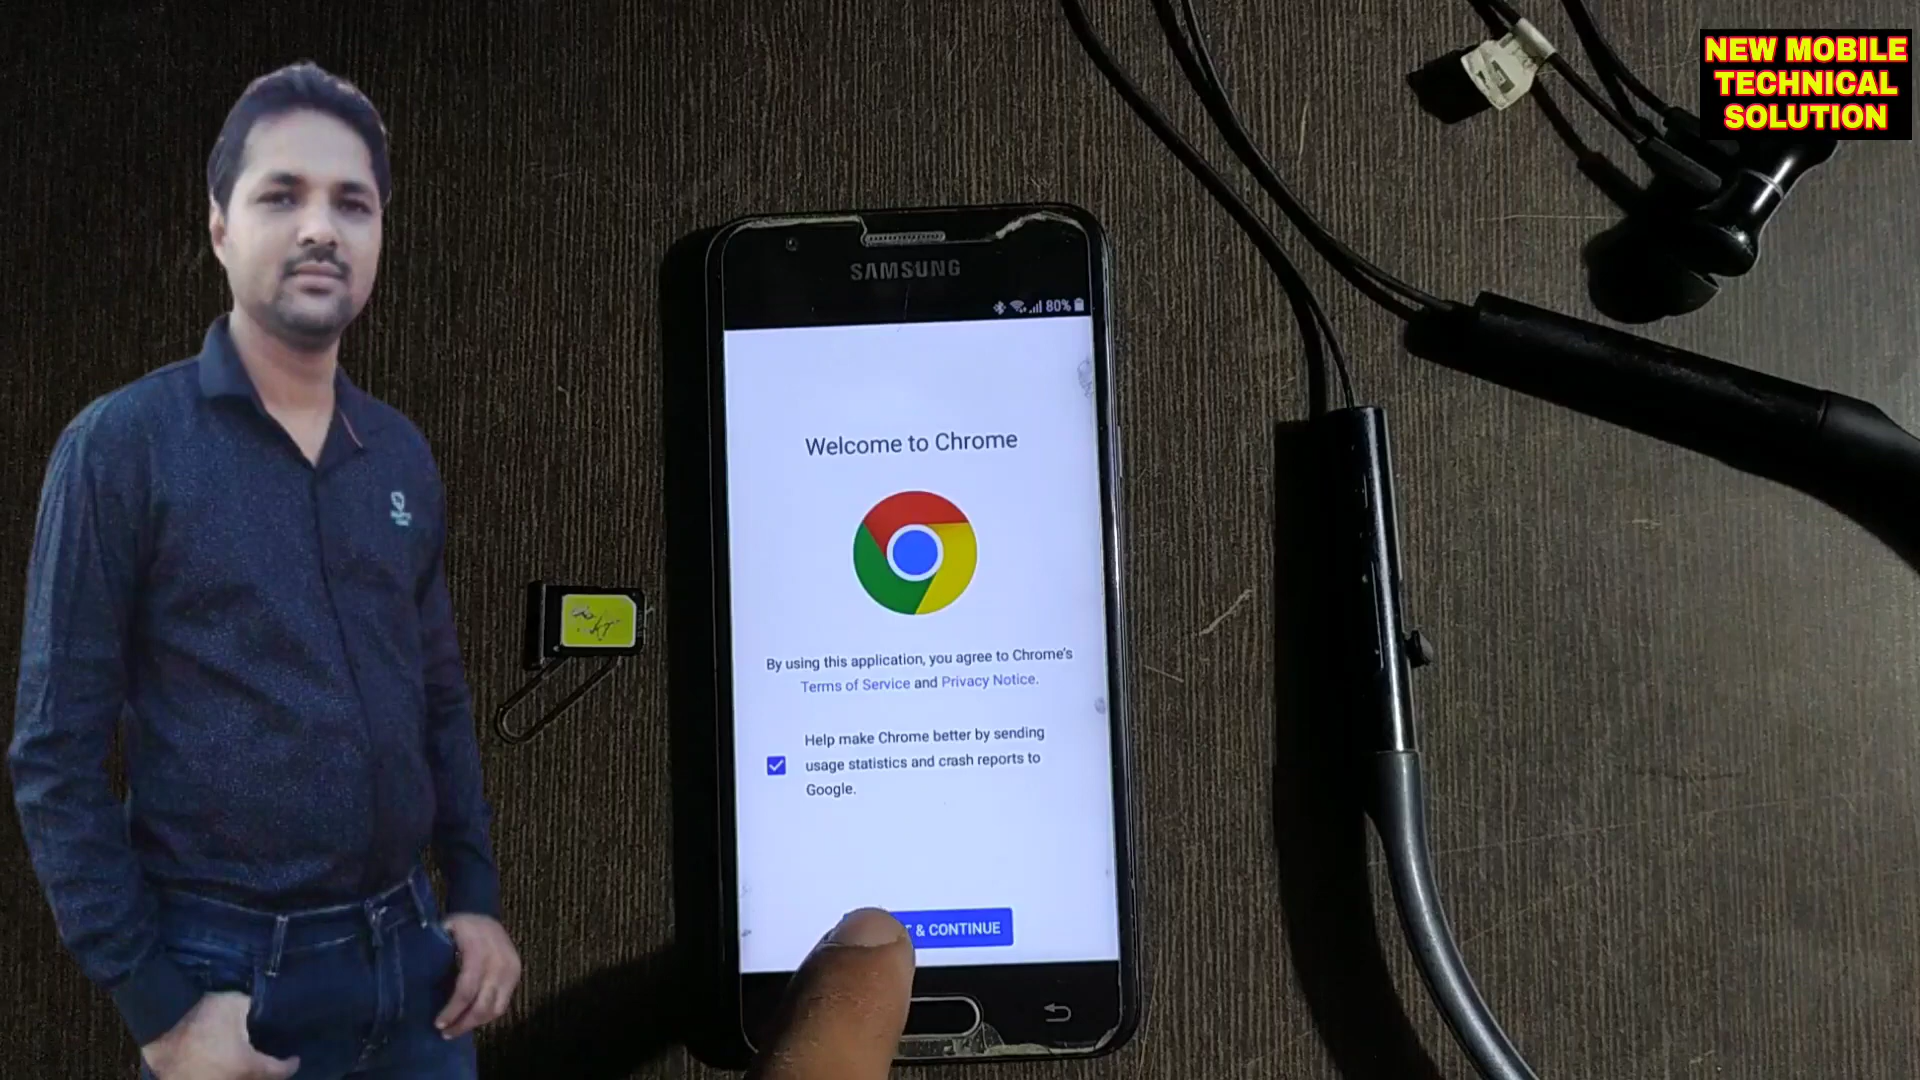 NEW MOBILE
TECHNICAL
SOLUTION
SAMSUNG
80%
Welcome to Chrome
By using this application, you agree to Chrome's
Terms of Service and Privacy Notice.
Help make Chrome better by sending
usage statistics and crash reports to
Google.
& CONTINUE